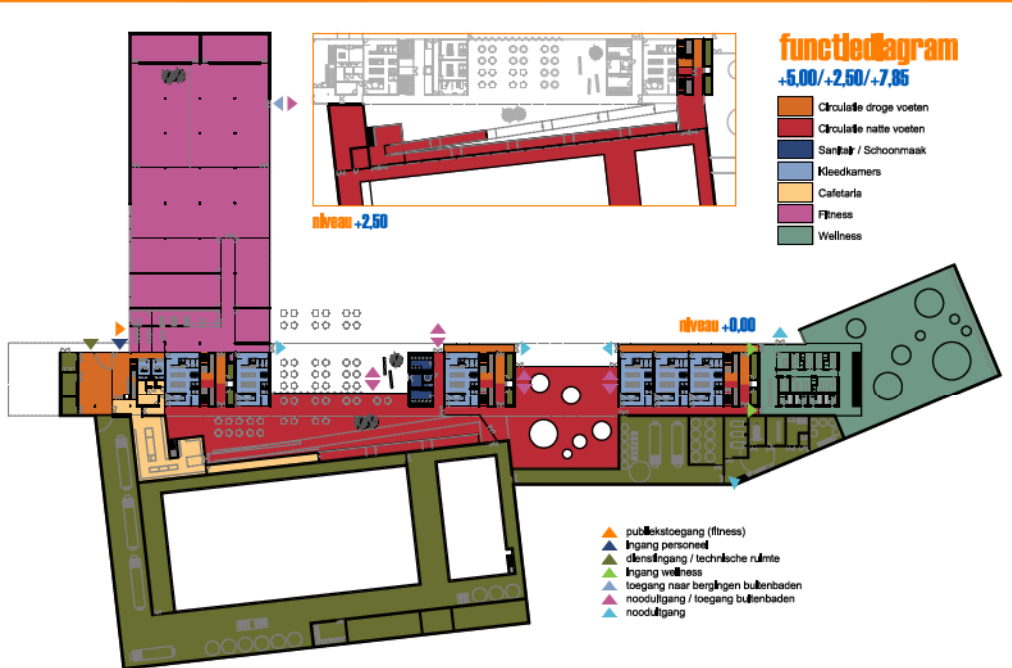 functiediagram
+5,00/+2,50/+7,85
Circulatie droge voeten
Circulatie natte voeten
Sanitair / Schoonmaak
Kleedkamers
Cafetaria
Fitness
Wellness
niveau +2,50
niveau +0,00
publiekstoegang (fitness)
ingang personeel
dienstingang / technische ruimte
ingang wellness
toegang naar bergingen buitenbaden
nooduitgang / toegang buitenbaden
nooduitgang